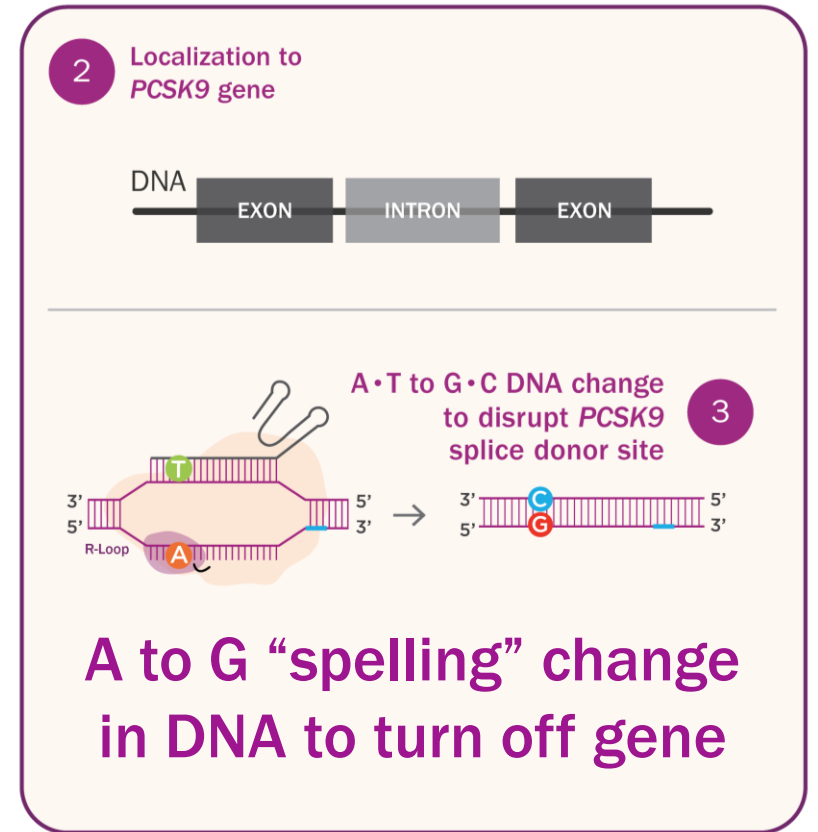 2
Localization to
PCSK9 gene
DNA
EXON
INTRON
EXON
A•T to G•C DNA change
to disrupt PCSK9
splice donor site
3
T
3’
5’
5’
3’
R-Loop
A
→
3’
C
5’
5’
G
3’
A to G “spelling” change
in DNA to turn off gene